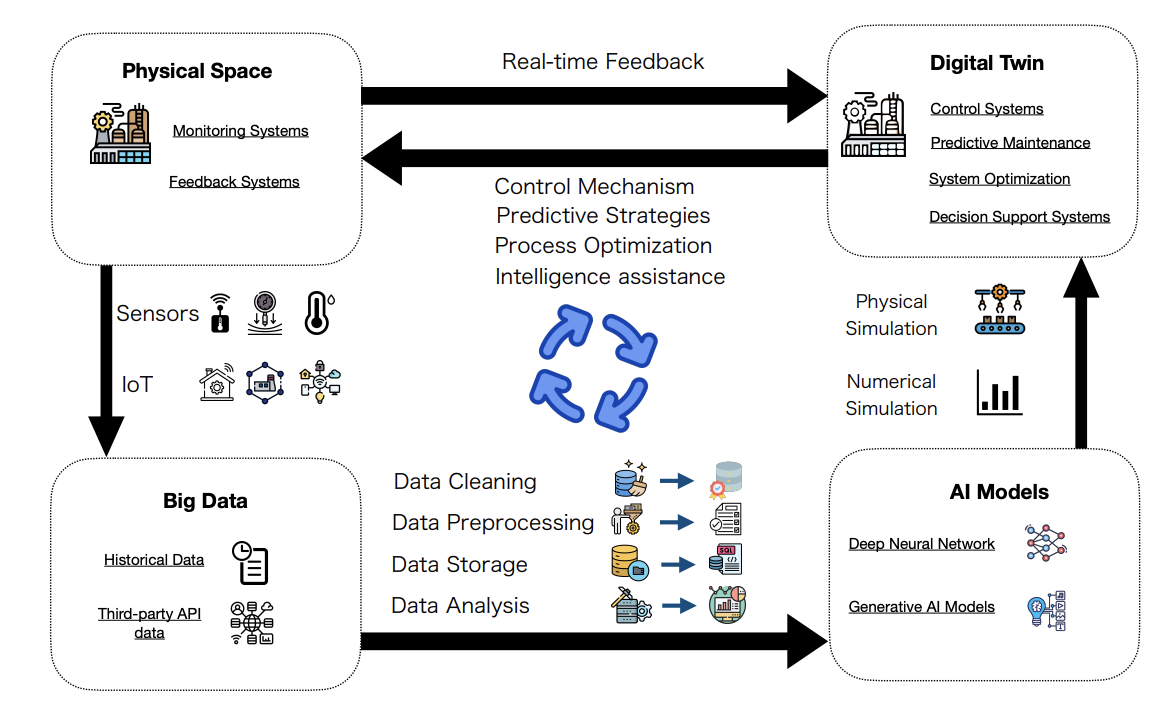 Physical Space
Monitoring Systems
Feedback Systems
Real-time Feedback
Control Mechanism
Predictive Strategies
Process Optimization
Intelligence assistance
Digital Twin
Control Systems
Predictive Maintenance
System Optimization
Decision Support Systems
Sensors
IoT
Physical
Simulation
Numerical
Simulation
Big Data
Historical Data
Third-party API
data
Data Cleaning
Data Preprocessing
Data Storage
SQL
Data Analysis
AI Models
Deep Neural Network
Generative AI Models